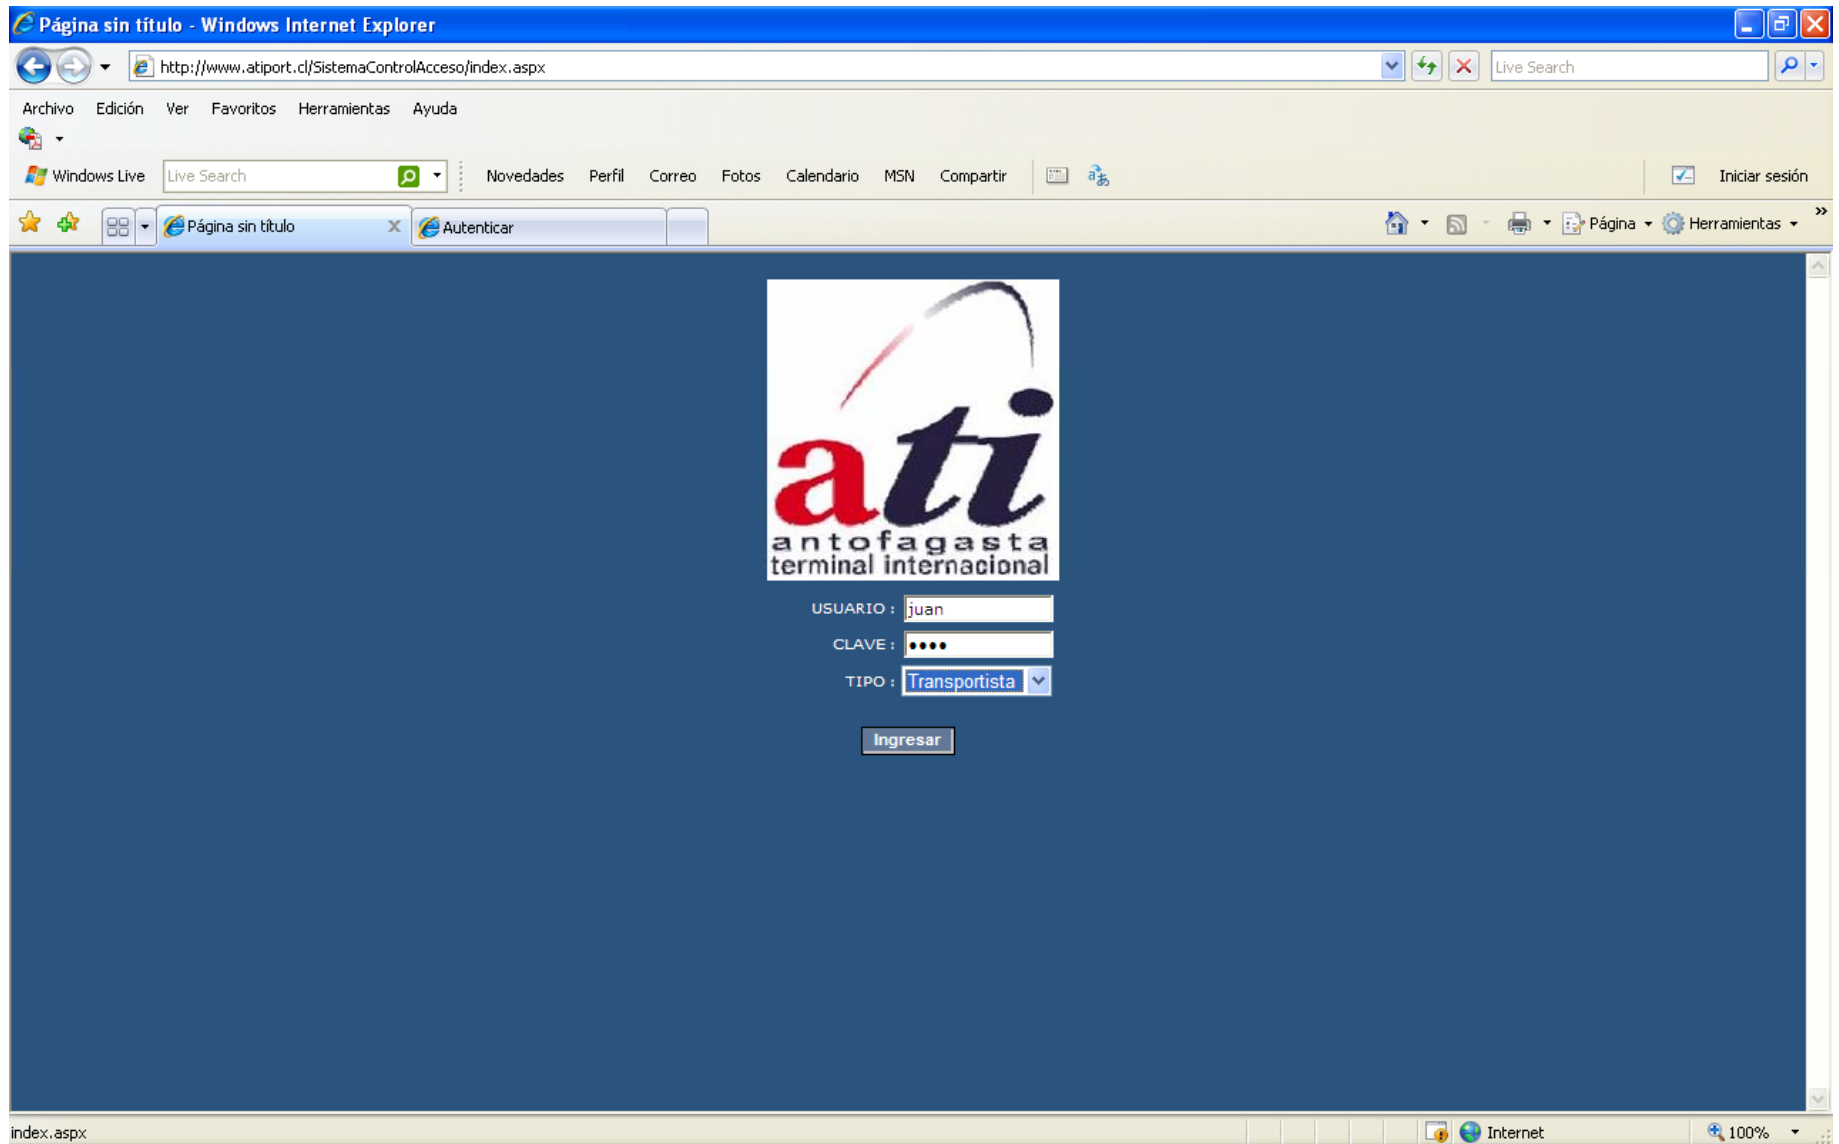 Página sin título - Windows Internet Explorer
http://www.atiport.cl/SistemaControlAcceso/index.aspx
Live Search
Archivo Edición Ver Favoritos Herramientas Ayuda
Windows Live Live Search Novedades Perfil Correo Fotos Calendario MSN Compartir Iniciar sesión
Página sin título Autenticar Página Herramientas
ati
antofagasta
terminal internacional
USUARIO : juan
CLAVE : ••••
TIPO : Transportista
Ingresar
index.aspx Internet 100%